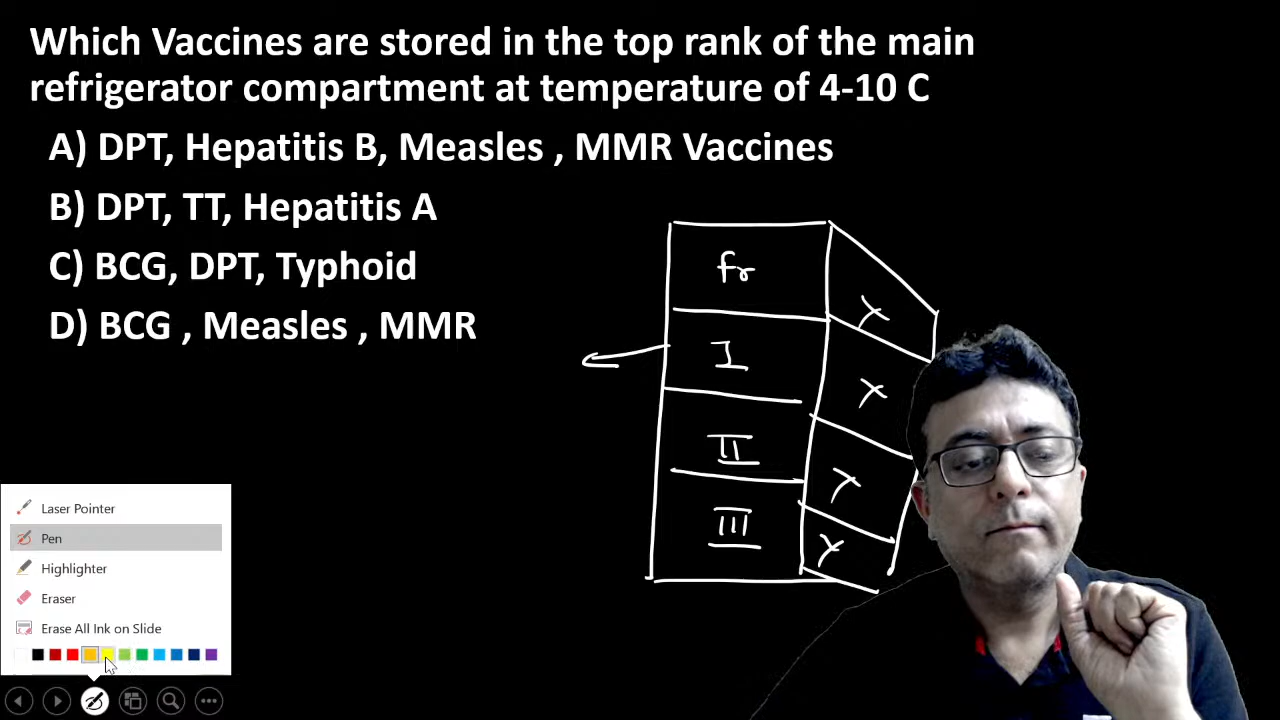 Which Vaccines are stored in the top rank of the main
refrigerator compartment at temperature of 4-10 C
A) DPT, Hepatitis B, Measles , MMR Vaccines
B) DPT, TT, Hepatitis A
C) BCG, DPT, Typhoid
D) BCG , Measles , MMR
fr
X
I
X
II
X
III
X
Laser Pointer
Pen
Highlighter
Eraser
Erase All Ink on Slide